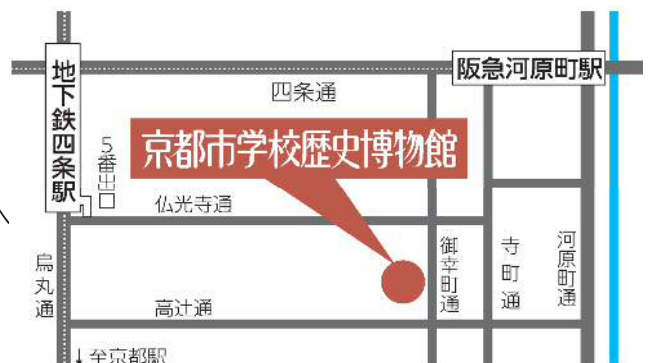 地下鉄四条駅
阪急河原町駅
四条通
5番出口
京都市学校歴史博物館
仏光寺通
烏丸通
高辻通
御幸町通
寺町通
河原町通
↓至京都駅